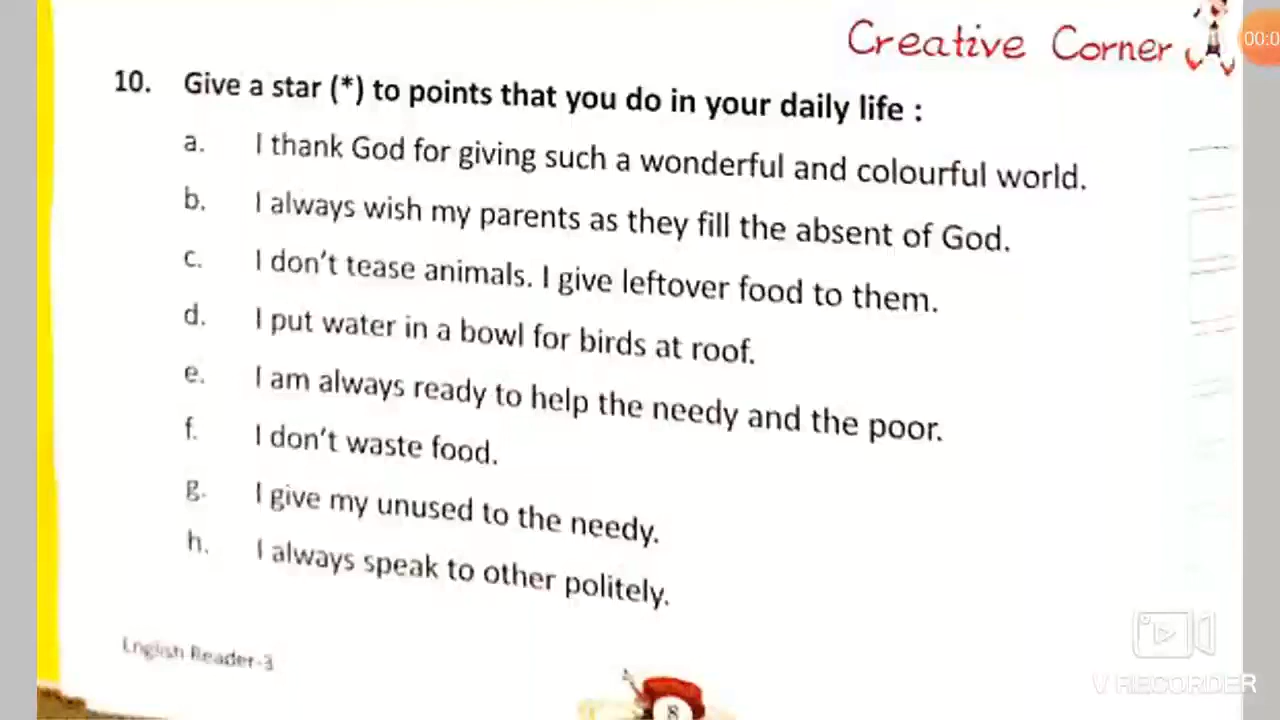 Creative Corner
00:0
10. Give a star (*) to points that you do in your daily life :
a. I thank God for giving such a wonderful and colourful world.
b. I always wish my parents as they fill the absent of God.
c. I don't tease animals. I give leftover food to them.
d. I put water in a bowl for birds at roof.
e. I am always ready to help the needy and the poor.
f. I don't waste food.
g. I give my unused to the needy.
h. I always speak to other politely.
English Reader-3
8
V RECORDER